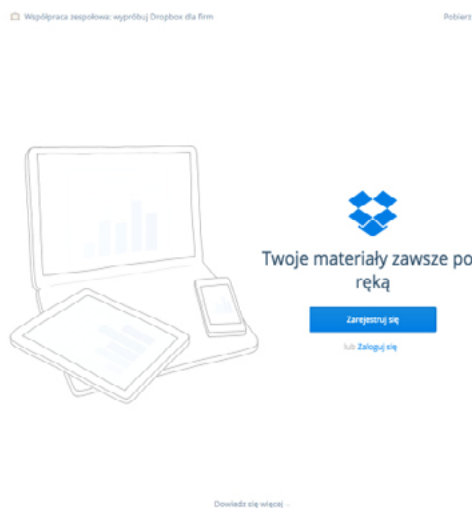 Współpraca zespołowa: wypróbuj Dropbox dla firm
Pobierz
Twoje materiały zawsze po
ręką
Zarejestruj się
lub Zaloguj się
Dowiedz się więcej